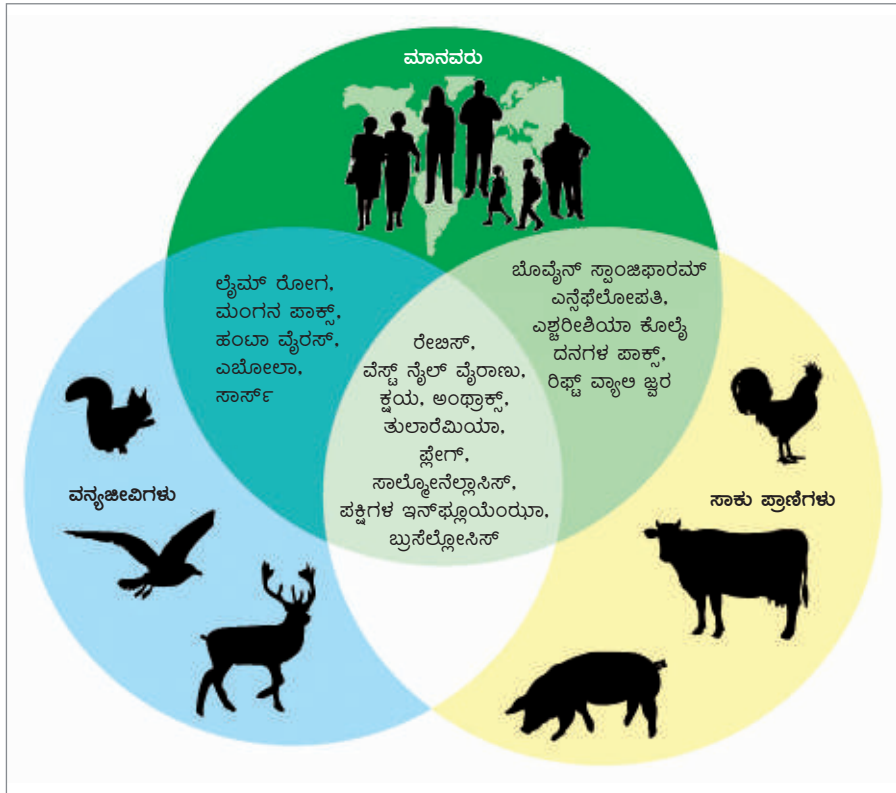 ಮಾನವರು
ಲೈಮ್ ರೋಗ,
ಮಂಗನ ಪಾಕ್ಸ್,
ಹಂಟಾ ವೈರಸ್,
ಎಬೋಲಾ,
ಸಾರ್ಸ್
ರೇಬಿಸ್,
ವೆಸ್ಟ್ ನೈಲ್ ವೈರಾಣು,
ಕ್ಷಯ, ಅಂಥ್ರಾಕ್ಸ್,
ತುಲಾರೆಮಿಯಾ,
ಪ್ಲೇಗ್,
ಸಾಲ್ಮೋನೆಲ್ಲಾಸಿಸ್,
ಪಕ್ಷಿಗಳ ಇನ್‌ಫ್ಲೂಯೆಂಝಾ,
ಬ್ರುಸೆಲ್ಲೋಸಿಸ್
ಬೊವೈನ್ ಸ್ಪಾಂಜಿಫಾರಮ್
ಎನ್ಸೆಫೆಲೋಪತಿ,
ಎಶ್ಚರೀಶಿಯಾ ಕೊಲೈ
ದನಗಳ ಪಾಕ್ಸ್,
ರಿಫ್ಟ್ ವ್ಯಾಲಿ ಜ್ವರ
ವನ್ಯಜೀವಿಗಳು
ಸಾಕು ಪ್ರಾಣಿಗಳು